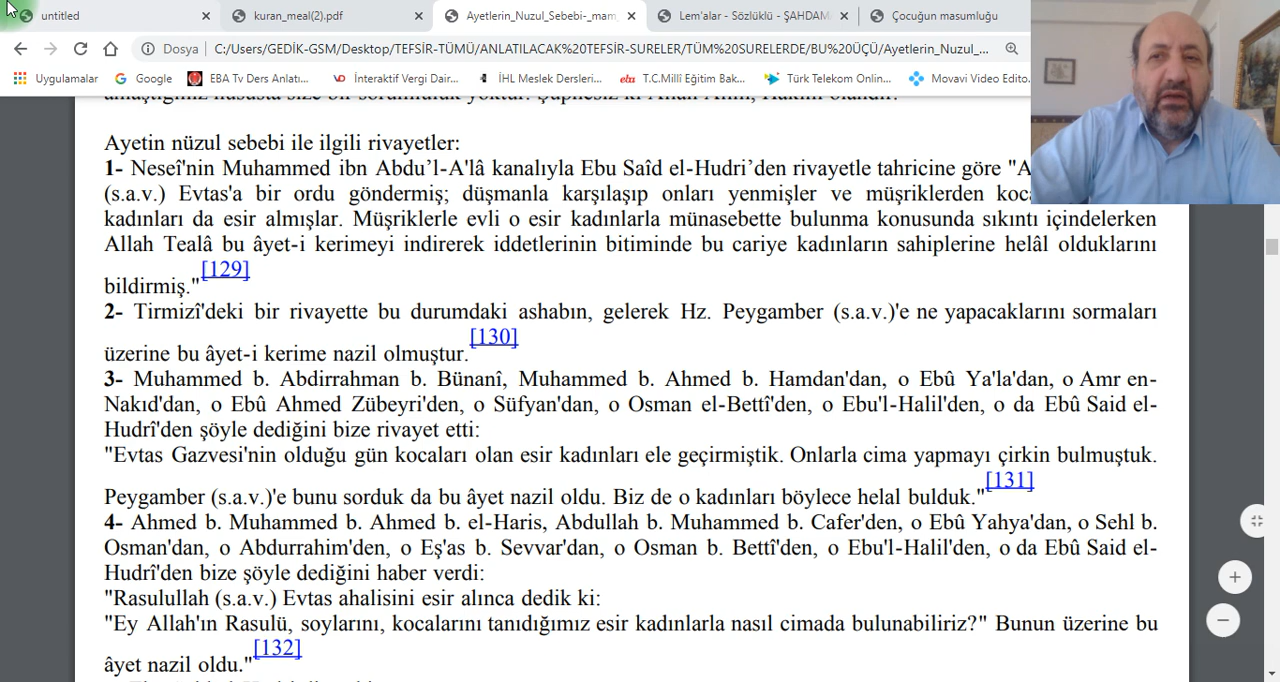 untitled
kuran_meal(2).pdf
Ayetlerin_Nuzul_Sebebi-_mam
Lem'alar - Sözlüklü - ŞAHDAM
Çocuğun masumluğu
Dosya
C:/Users/GEDİK-GSM/Desktop/TEFSİR-TÜMÜ/ANLATILACAK%20TEFSİR-SURELER/TÜM%20SURELERDE/BU%20ÜÇÜ/Ayetlerin_Nuzul_...
Uygulamalar
Google
EBA Tv Ders Anlatı...
İnteraktif Vergi Dair...
İHL Meslek Dersleri...
T.C.Millî Eğitim Bak...
Türk Telekom Onlin...
Movavi Video Edito.
Ayetin nüzul sebebi ile ilgili rivayetler:
1- Neseî'nin Muhammed ibn Abdu’l-A'lâ kanalıyla Ebu Saîd el-Hudri’den rivayetle tahricine göre "A
(s.a.v.) Evtas'a bir ordu göndermiş; düşmanla karşılaşıp onları yenmişler ve müşriklerden koca
kadınları da esir almışlar. Müşriklerle evli o esir kadınlarla münasebette bulunma konusunda sıkıntı içindelerken
Allah Tealâ bu âyet-i kerimeyi indirerek iddetlerinin bitiminde bu cariye kadınların sahiplerine helâl olduklarını
bildirmiş."[129]
2- Tirmizî'deki bir rivayette bu durumdaki ashabın, gelerek Hz. Peygamber (s.a.v.)'e ne yapacaklarını sormaları
üzerine bu âyet-i kerime nazil olmuştur.[130]
3- Muhammed b. Abdirrahman b. Bünanî, Muhammed b. Ahmed b. Hamdan'dan, o Ebû Ya'la'dan, o Amr en-
Nakıd'dan, o Ebû Ahmed Zübeyri'den, o Süfyan'dan, o Osman el-Bettî'den, o Ebu'l-Halil'den, o da Ebû Said el-
Hudrî'den şöyle dediğini bize rivayet etti:
"Evtas Gazvesi'nin olduğu gün kocaları olan esir kadınları ele geçirmiştik. Onlarla cima yapmayı çirkin bulmuştuk.
Peygamber (s.a.v.)'e bunu sorduk da bu âyet nazil oldu. Biz de o kadınları böylece helal bulduk."[131]
4- Ahmed b. Muhammed b. Ahmed b. el-Haris, Abdullah b. Muhammed b. Cafer'den, o Ebû Yahya'dan, o Sehl b.
Osman'dan, o Abdurrahim'den, o Eş'as b. Sevvar'dan, o Osman b. Bettî'den, o Ebu'l-Halil'den, o da Ebû Said el-
Hudrî'den bize şöyle dediğini haber verdi:
"Rasulullah (s.a.v.) Evtas ahalisini esir alınca dedik ki:
"Ey Allah'ın Rasulü, soylarını, kocalarını tanıdığımız esir kadınlarla nasıl cimada bulunabiliriz?" Bunun üzerine bu
âyet nazil oldu."[132]